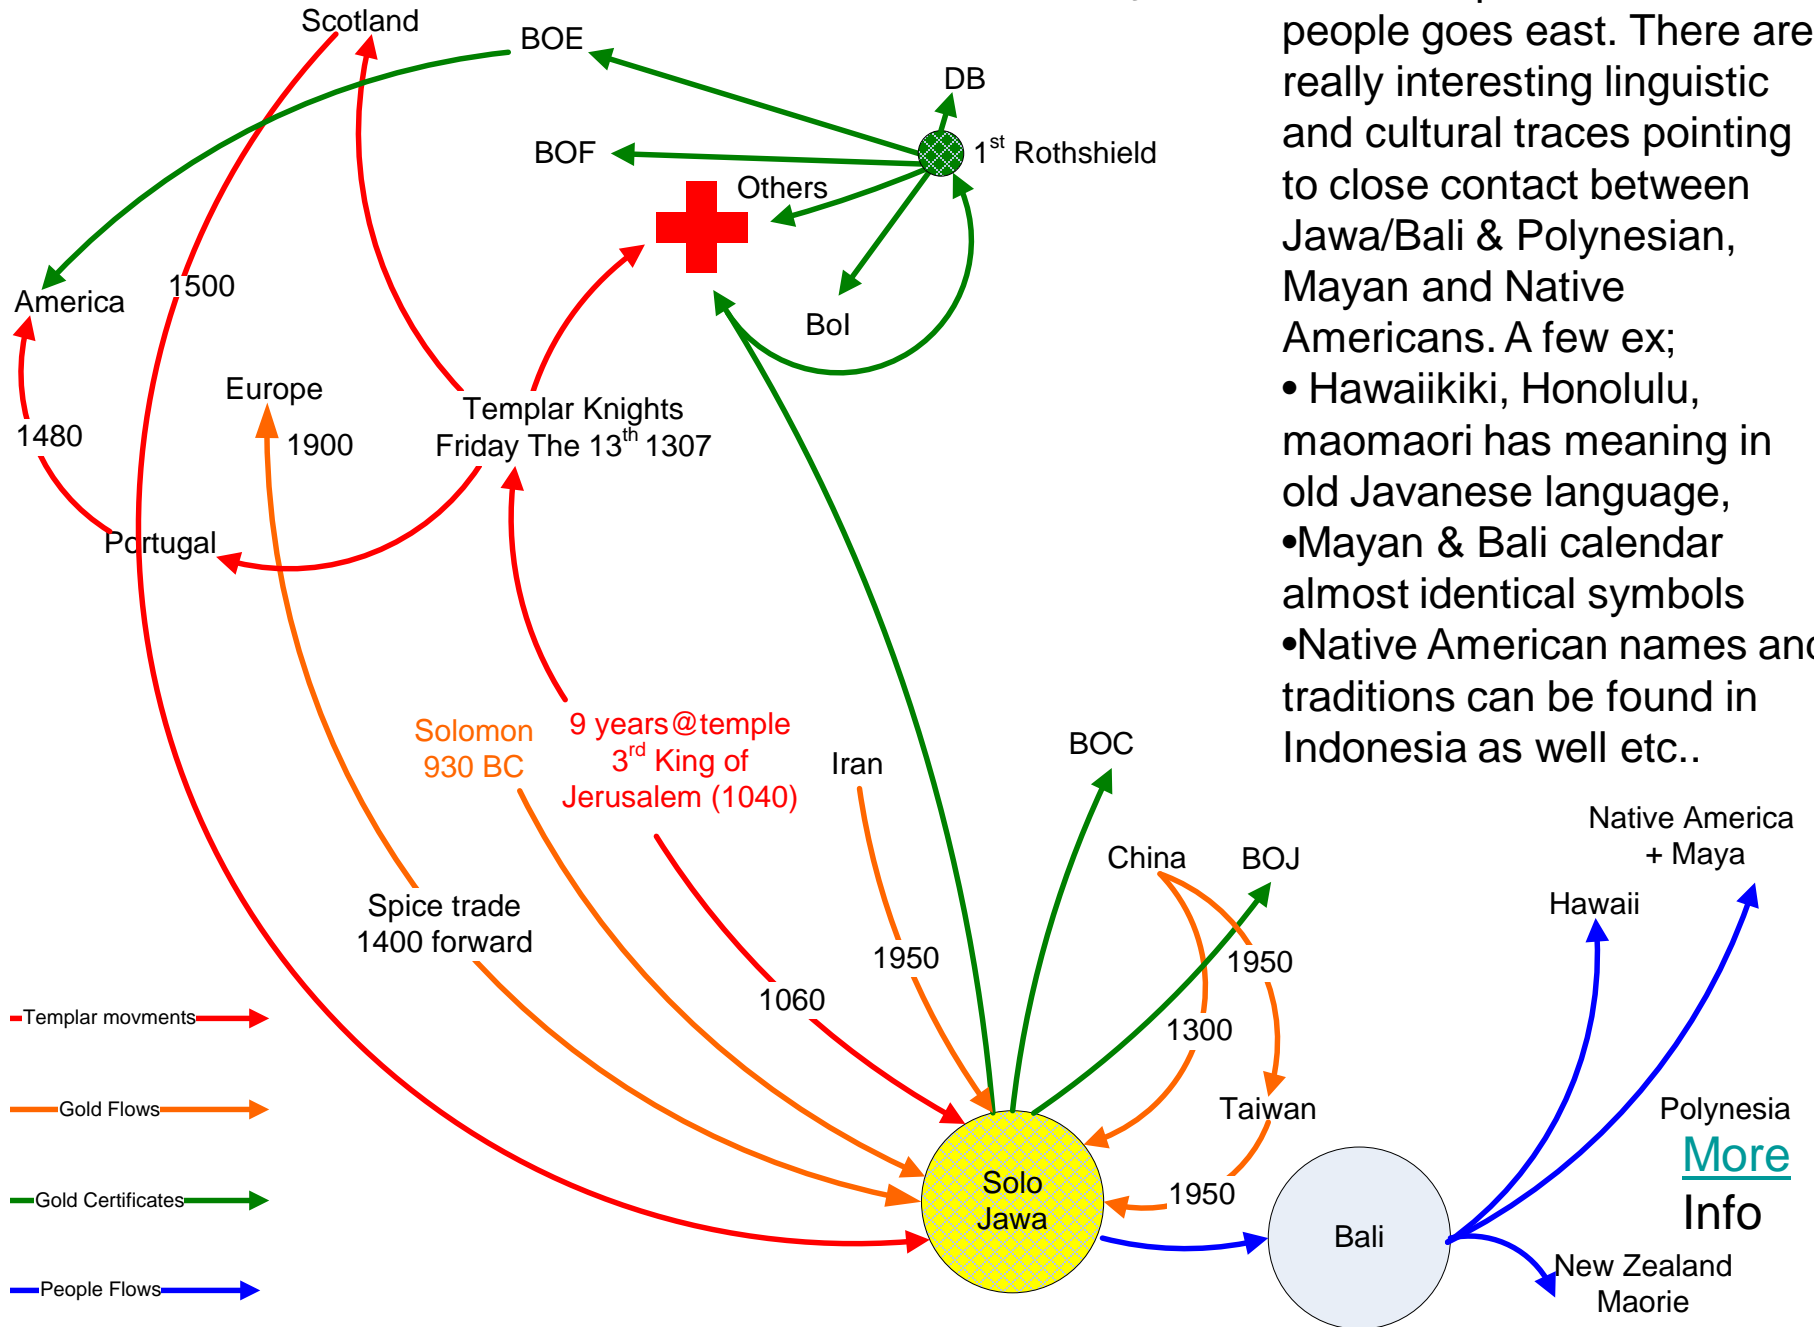 people goes east. There are
really interesting linguistic
and cultural traces pointing
to close contact between
Jawa/Bali & Polynesian,
Mayan and Native
Americans. A few ex;
• Hawaiikiki, Honolulu,
maomaori has meaning in
old Javanese language,
•Mayan & Bali calendar
almost identical symbols
•Native American names and
traditions can be found in
Indonesia as well etc..
Scotland
BOE
DB
BOF
1st Rothshield
Others
1500
America
BoI
Europe
1900
1480
Templar Knights
Friday The 13th 1307
Portugal
Solomon
930 BC
9 years@temple
3rd King of
Jerusalem (1040)
Iran
BOC
China
BOJ
Native America
+ Maya
Hawaii
Spice trade
1400 forward
1950
1950
1060
1300
Templar movments
Gold Flows
Gold Certificates
People Flows
Taiwan
1950
Solo
Jawa
Bali
Polynesia
More
Info
New Zealand
Maorie